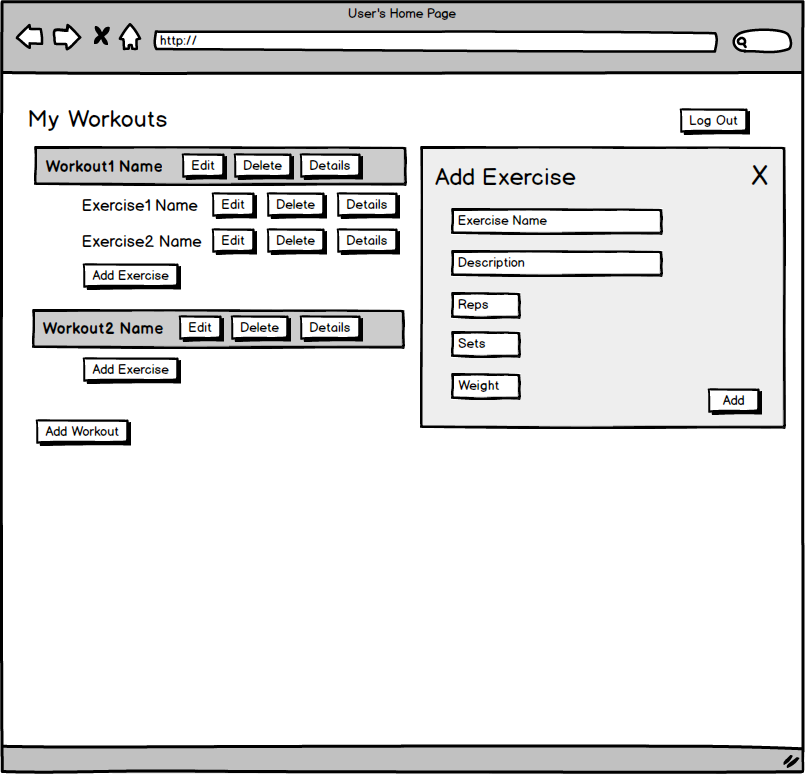 User's Home Page
http://
My Workouts
Log Out
Workout1 Name Edit Delete Details
Exercise1 Name Edit Delete Details
Exercise2 Name Edit Delete Details
Add Exercise
Workout2 Name Edit Delete Details
Add Exercise
Add Workout
Add Exercise X
Exercise Name
Description
Reps
Sets
Weight
Add